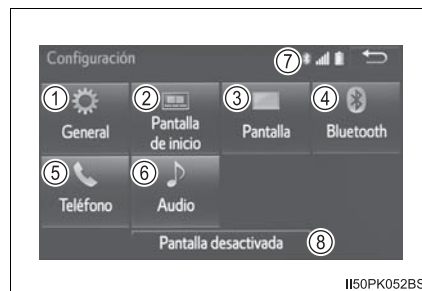 Configuración
7
1
General
2
Pantalla
de inicio
3
Pantalla
4
Bluetooth
5
Teléfono
6
Audio
Pantalla desactivada
8
II50PK052BS